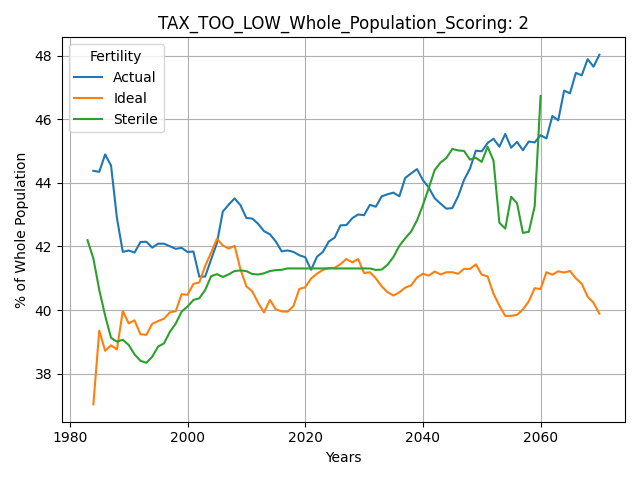 TAX_TOO_LOW_Whole_Population_Scoring: 2
Fertility
Actual
Ideal
Sterile
% of Whole Population
48
46
44
42
40
38
1980
2000
2020
2040
2060
Years